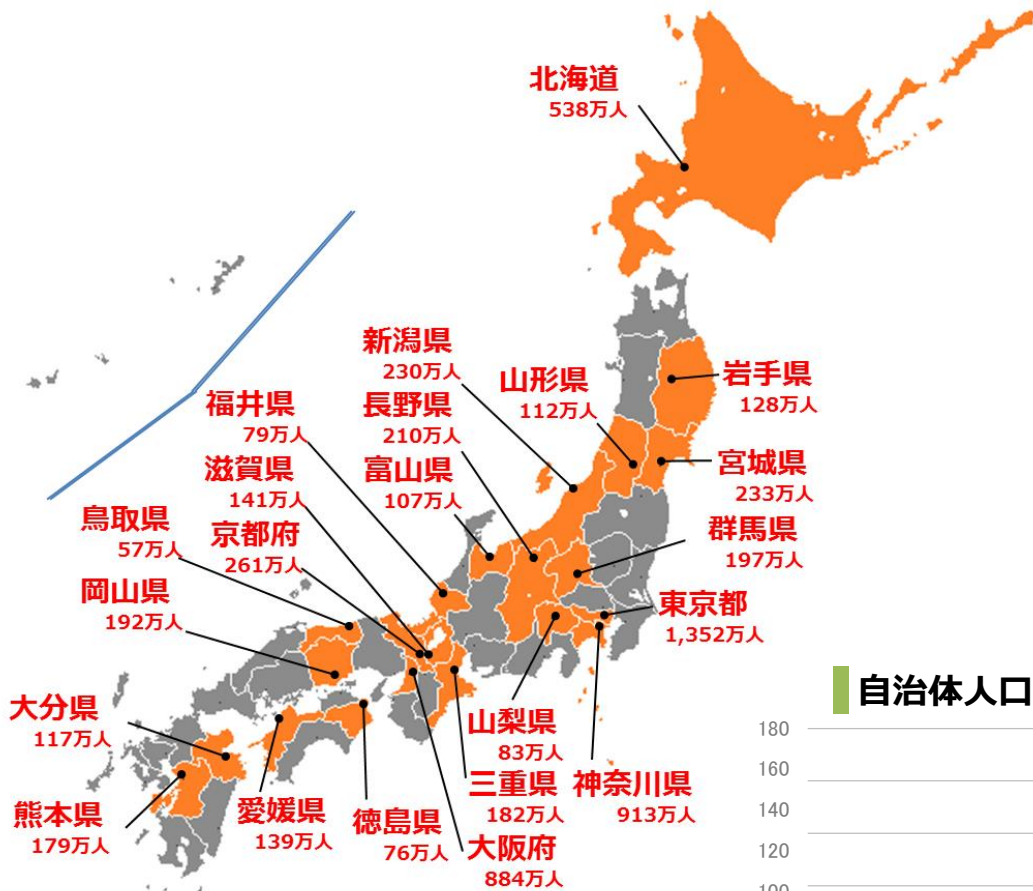 北海道
538万人
新潟県
230万人
山形県
112万人
岩手県
128万人
福井県
79万人
長野県
210万人
滋賀県
141万人
富山県
107万人
宮城県
233万人
鳥取県
57万人
京都府
261万人
群馬県
197万人
岡山県
192万人
東京都
1,352万人
大分県
117万人
山梨県
83万人
熊本県
179万人
愛媛県
139万人
徳島県
76万人
三重県
182万人
神奈川県
913万人
大阪府
884万人
自治体人口
180
160
140
120
100